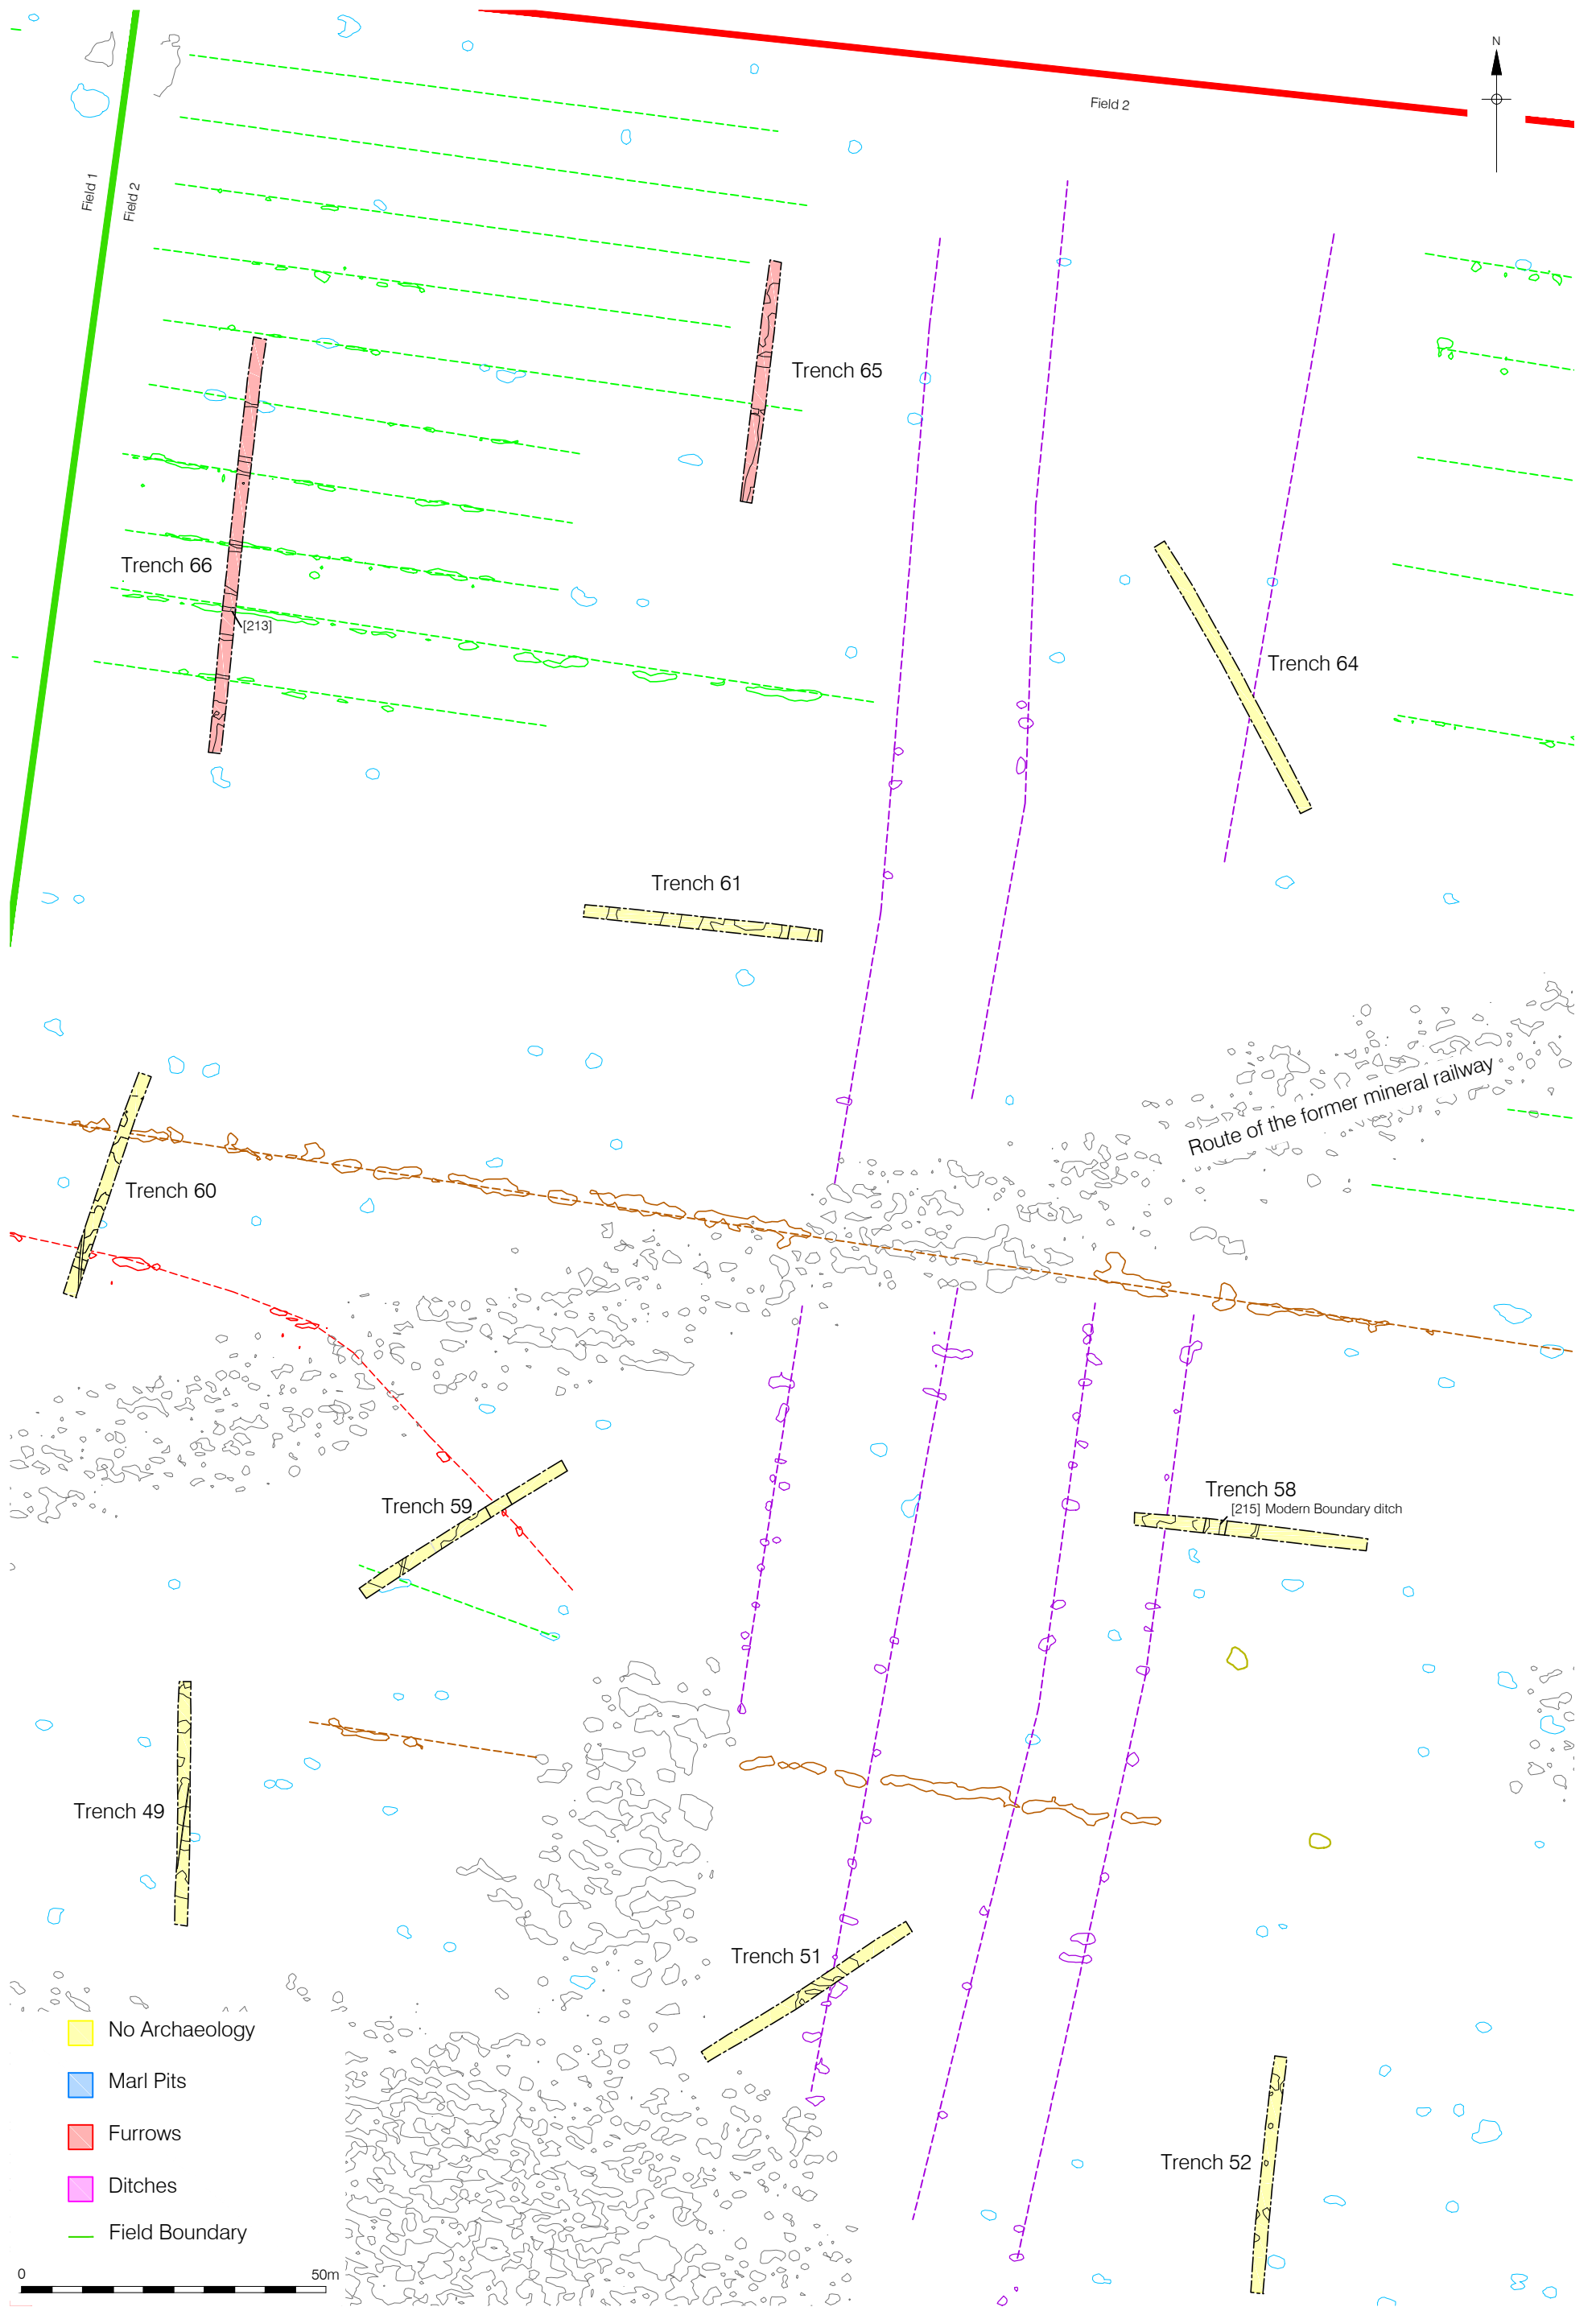 N
Field 2
Field 1
Field 2
Trench 65
Trench 66
[213]
Trench 64
Trench 61
Route of the former mineral railway
Trench 60
Trench 58
[215] Modern Boundary ditch
Trench 59
Trench 49
Trench 51
No Archaeology
Marl Pits
Furrows
Trench 52
Ditches
Field Boundary
0 50m